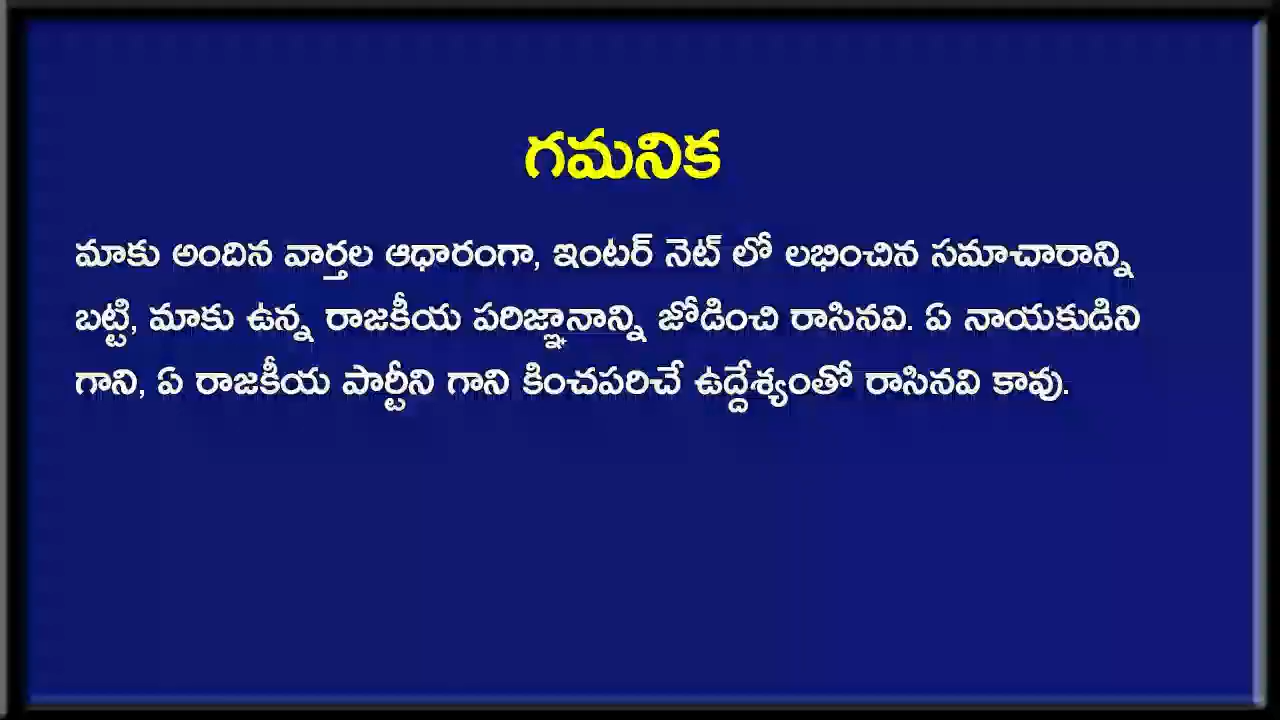 గమనిక
మాకు అందిన వార్తల ఆధారంగా, ఇంటర్ నెట్ లో లభించిన సమాచారాన్ని
బట్టి, మాకు ఉన్న రాజకీయ పరిజ్ఞానాన్ని జోడించి రాసినవి. ఏ నాయకుడిని
గాని, ఏ రాజకీయ పార్టీని గాని కించపరిచే ఉద్దేశ్యంతో రాసినవి కావు.